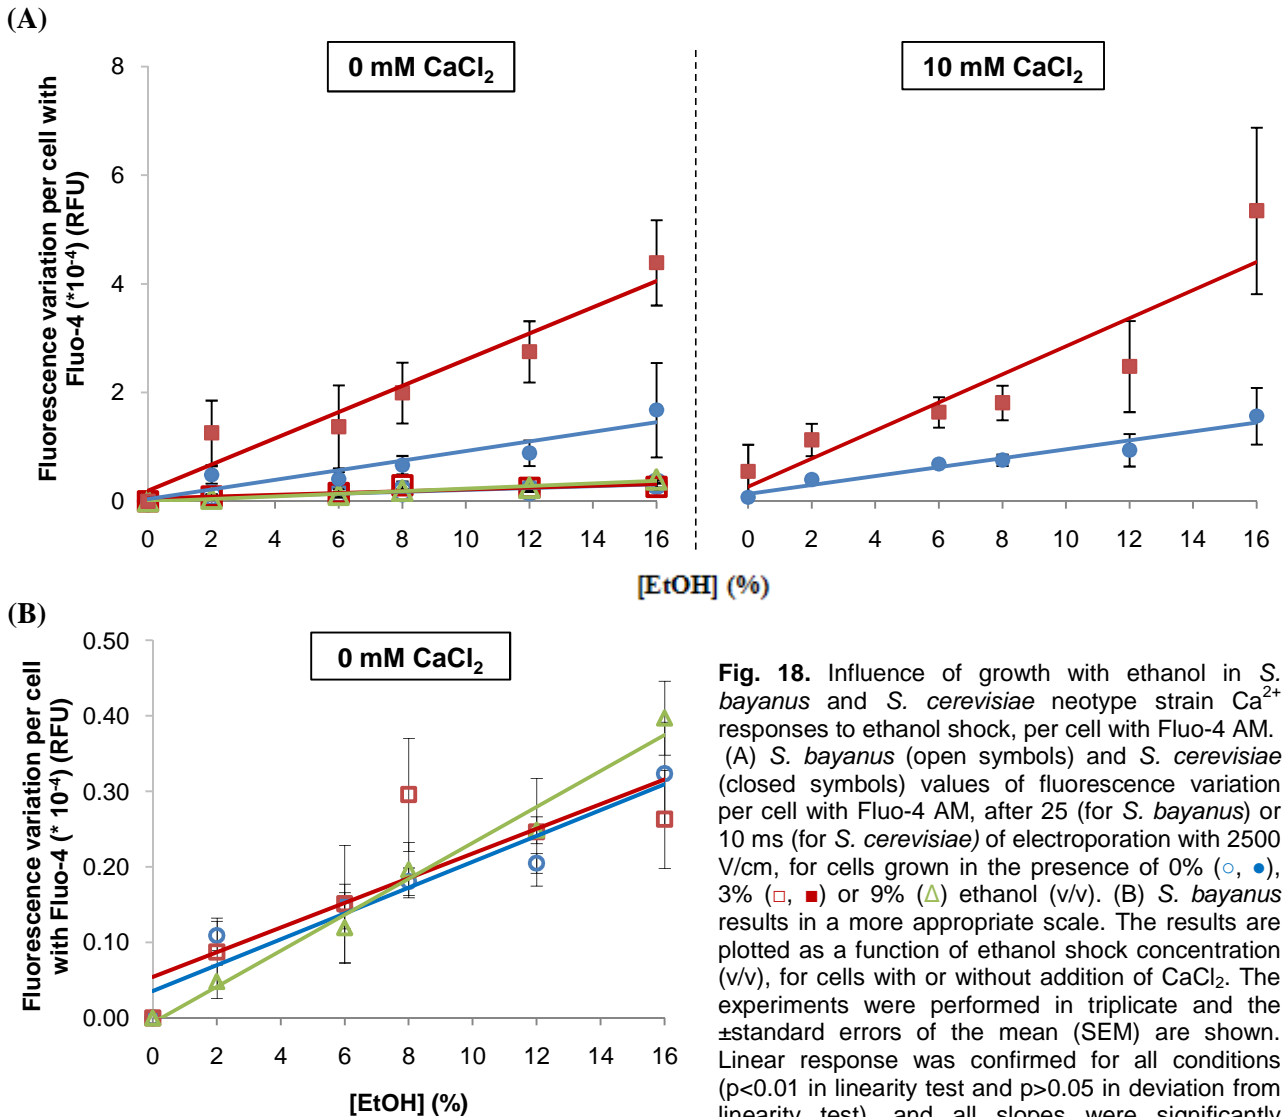 (A)
0 mM CaCl₂
10 mM CaCl₂
Fluorescence variation per cell with
Fluo-4 (*10⁻⁴) (RFU)
8
6
4
2
0
0 2 4 6 8 10 12 14 16
0 2 4 6 8 10 12 14 16
[EtOH] (%)
(B)
0 mM CaCl₂
Fluorescence variation per cell
with Fluo-4 (* 10⁻⁴) (RFU)
0.50
0.40
0.30
0.20
0.10
0.00
0 2 4 6 8 10 12 14 16
[EtOH] (%)
Fig. 18. Influence of growth with ethanol in S.
bayanus and S. cerevisiae neotype strain Ca²⁺
responses to ethanol shock, per cell with Fluo-4 AM.
(A) S. bayanus (open symbols) and S. cerevisiae
(closed symbols) values of fluorescence variation
per cell with Fluo-4 AM, after 25 (for S. bayanus) or
10 ms (for S. cerevisiae) of electroporation with 2500
V/cm, for cells grown in the presence of 0% (○, ●),
3% (□, ■) or 9% (Δ) ethanol (v/v). (B) S. bayanus
results in a more appropriate scale. The results are
plotted as a function of ethanol shock concentration
(v/v), for cells with or without addition of CaCl₂. The
experiments were performed in triplicate and the
±standard errors of the mean (SEM) are shown.
Linear response was confirmed for all conditions
(p<0.01 in linearity test and p>0.05 in deviation from
linearity test), and all slopes were significantly